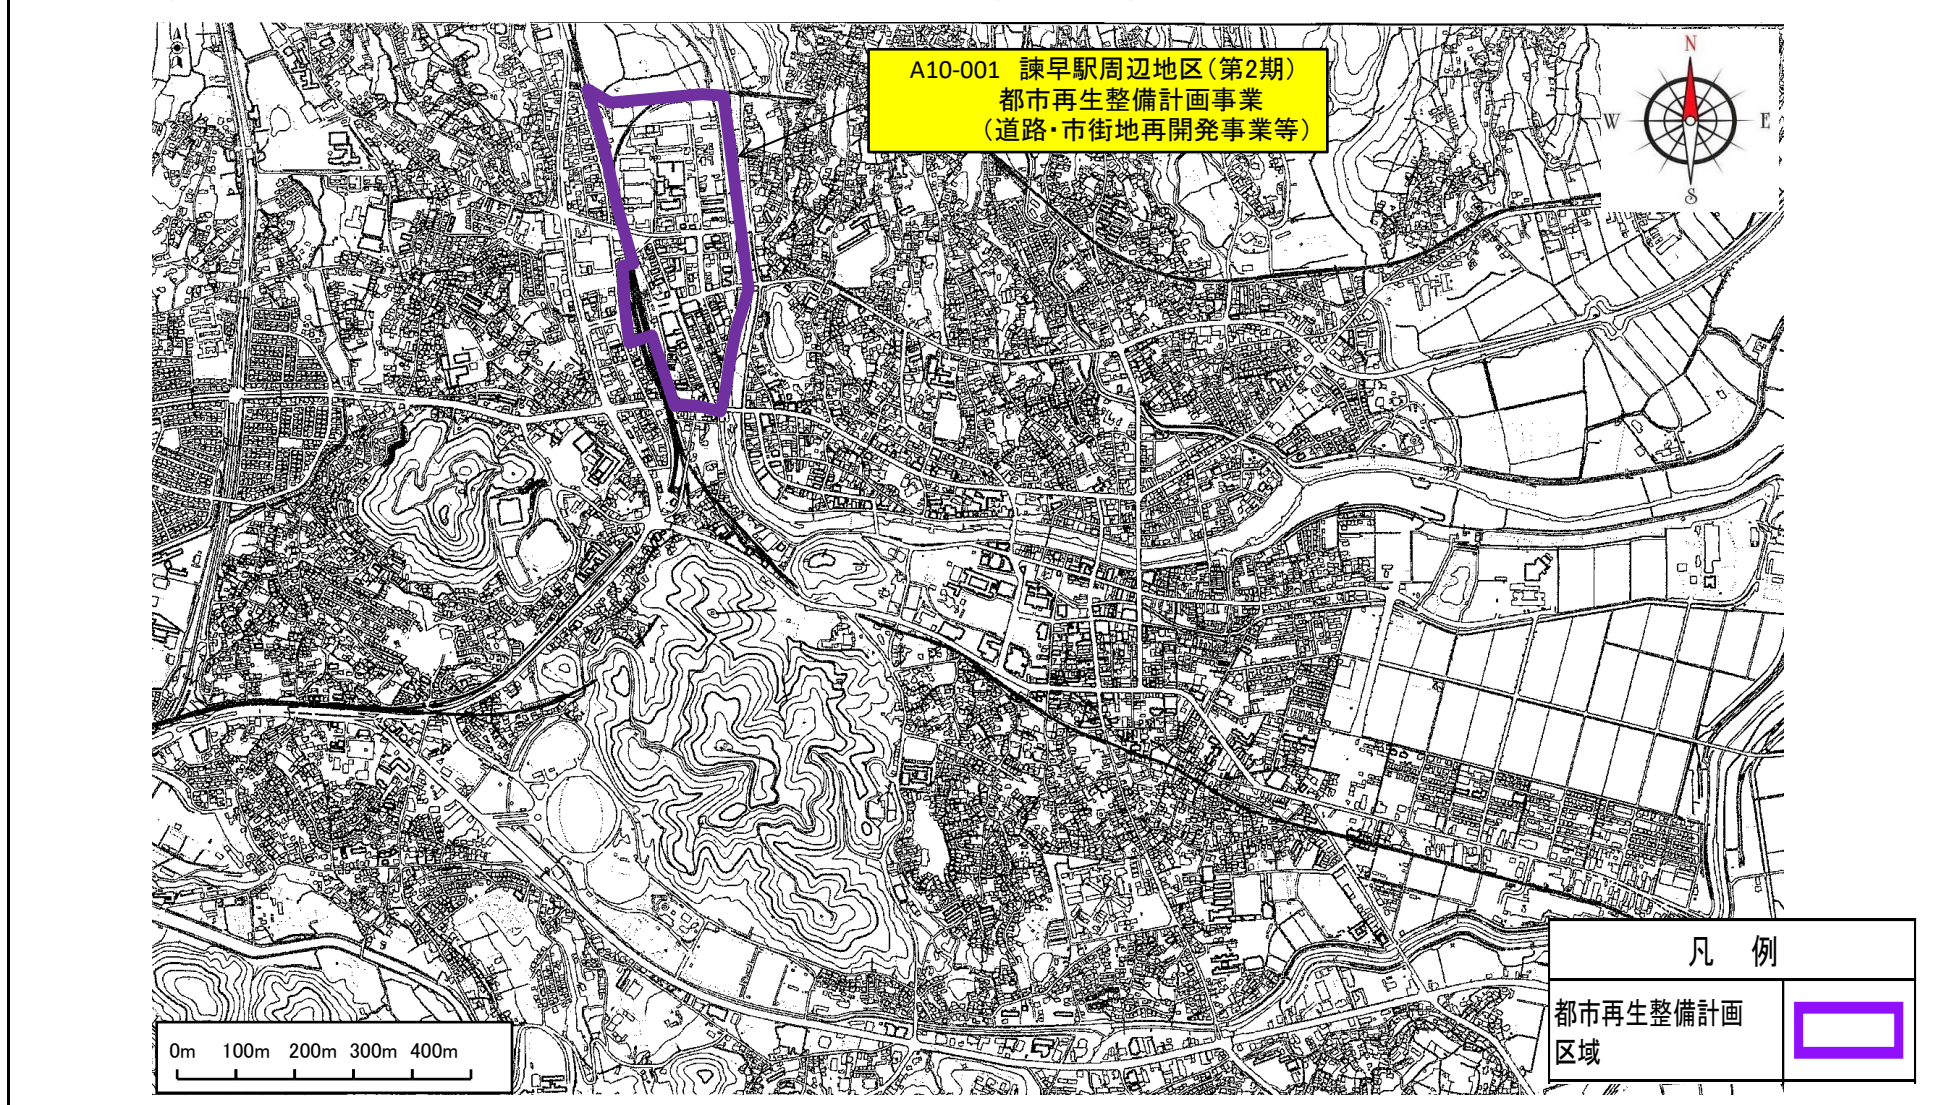 A10-001 諫早駅周辺地区(第2期)
都市再生整備計画事業
(道路・市街地再開発事業等)
N
W
E
S
凡 例
都市再生整備計画
区域
0m 100m 200m 300m 400m